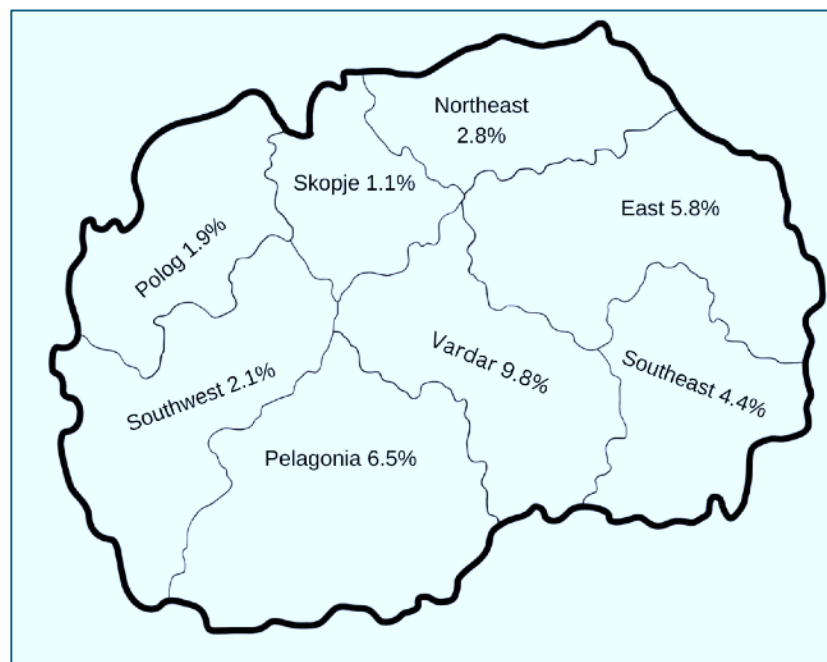 Northeast
2.8%
Skopje 1.1%
East 5.8%
Polog 1.9%
Vardar 9.8%
Southeast 4.4%
Southwest 2.1%
Pelagonia 6.5%